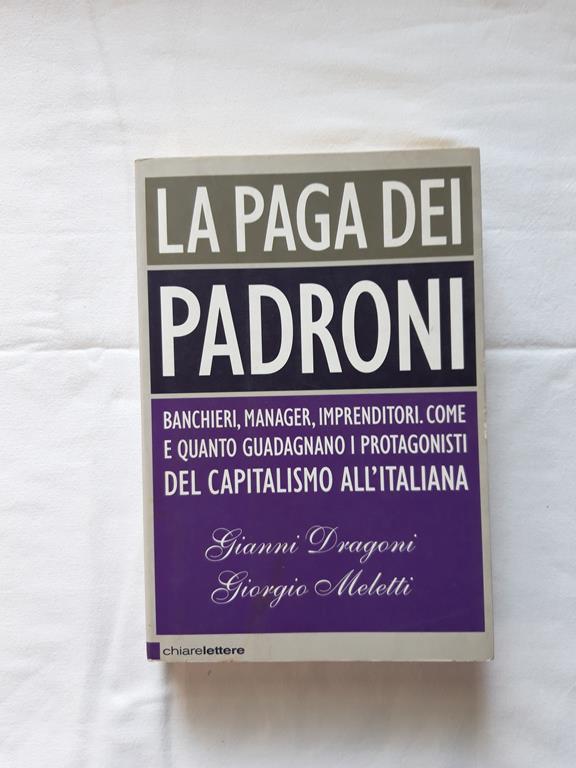 LA PAGA DEI
PADRONI
BANCHIERI, MANAGER, IMPRENDITORI. COME
E QUANTO GUADAGNANO I PROTAGONISTI
DEL CAPITALISMO ALL'ITALIANA
Gianni Dragoni
Giorgio Meletti
chiarelettere